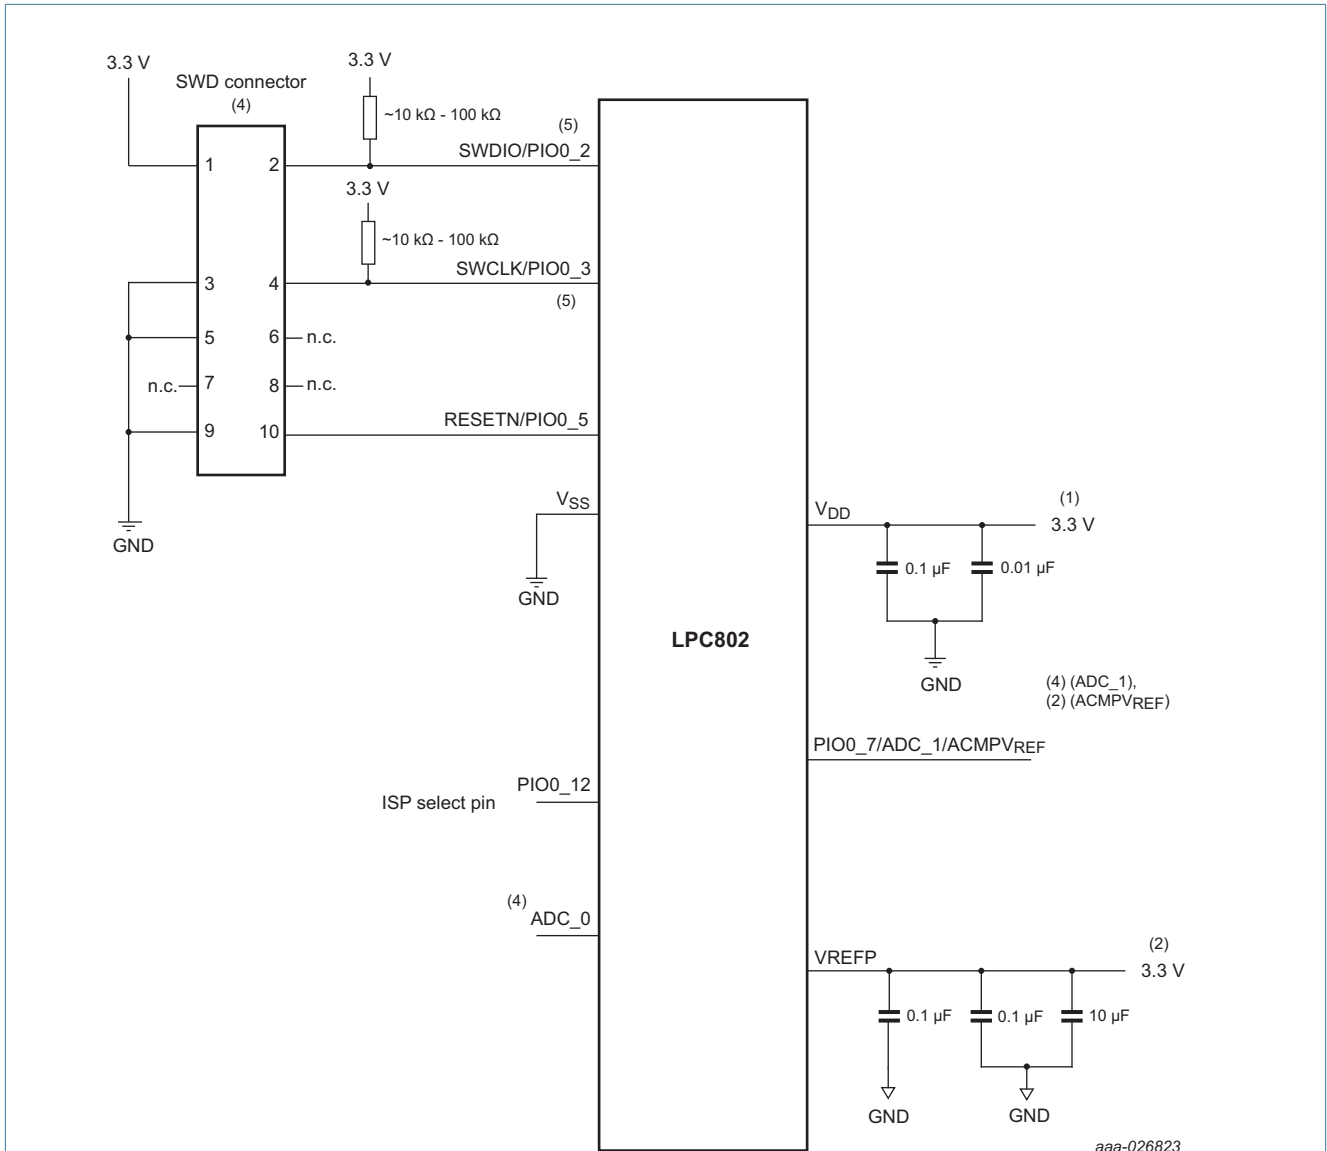 3.3 V
3.3 V
SWD connector
(4)
~10 kΩ - 100 kΩ
(5)
SWDIO/PIO0_2
1
2
3.3 V
~10 kΩ - 100 kΩ
SWCLK/PIO0_3
3
4
(5)
5
6
n.c.
n.c.
7
8
n.c.
RESETN/PIO0_5
9
10
VSS
GND
GND
VDD
(1)
3.3 V
0.1 µF
0.01 µF
GND
LPC802
(4) (ADC_1),
(2) (ACMPVREF)
PIO0_7/ADC_1/ACMPVREF
ISP select pin
PIO0_12
(4)
ADC_0
VREFP
(2)
3.3 V
0.1 µF
0.1 µF
10 µF
GND
GND
aaa-026823